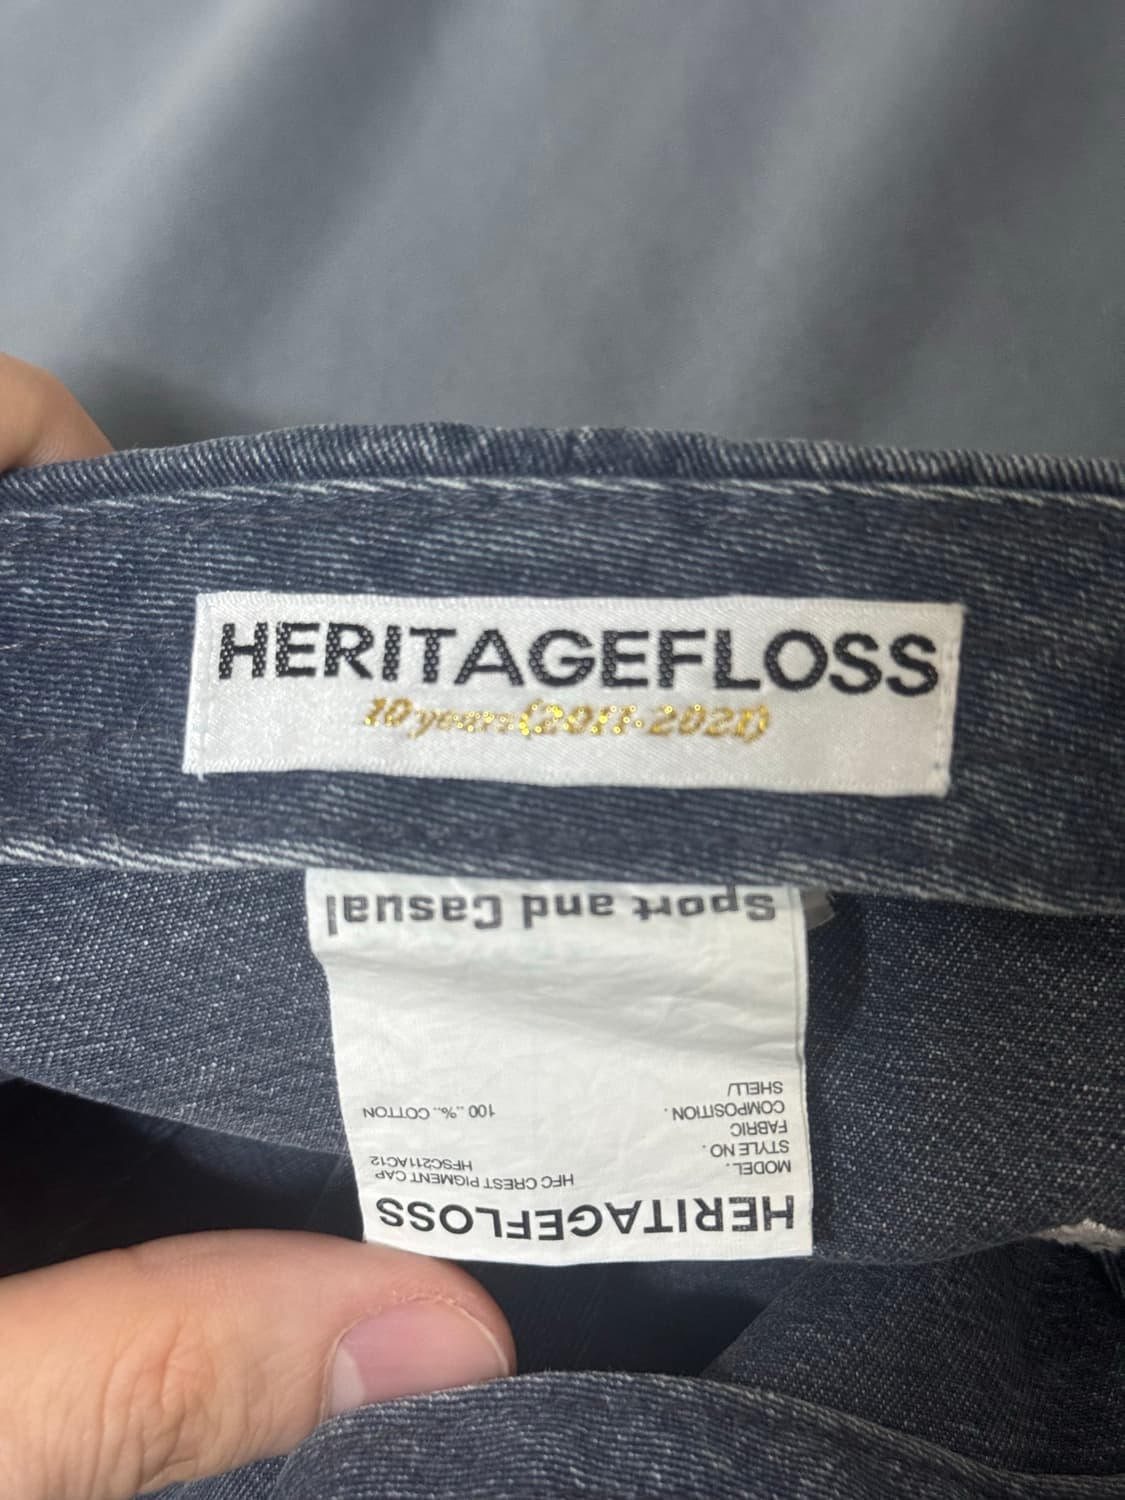 HERITAGEFLOSS
10 years (2011-2021)
HERITAGEFLOSS
MODEL. HFC CREST PIGMENT CAP
STYLE NO. HFSC211AC12
FABRIC
COMPOSITION. 100..%.. COTTON
SHELL/
Sport and Casual